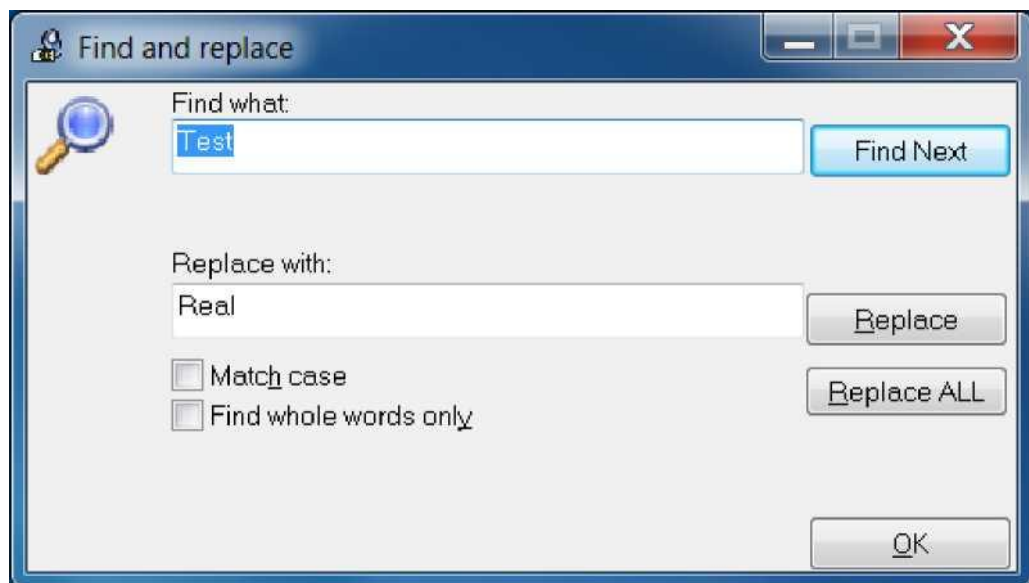 Find and replace
Find what:
Test
Find Next
Replace with:
Real
Replace
Match case
Replace ALL
Find whole words only
OK